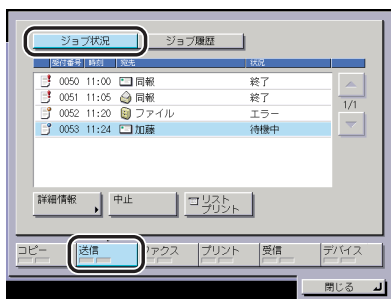 ジョブ状況 ジョブ履歴
受付番号 時刻 宛先 状況
0050 11:00 同報 終了
0051 11:05 同報 終了
0052 11:20 ファイル エラー
0053 11:24 加藤 待機中
1/1
詳細情報 中止 リスト
プリント
コピー 送信 ファクス プリント 受信 デバイス
閉じる